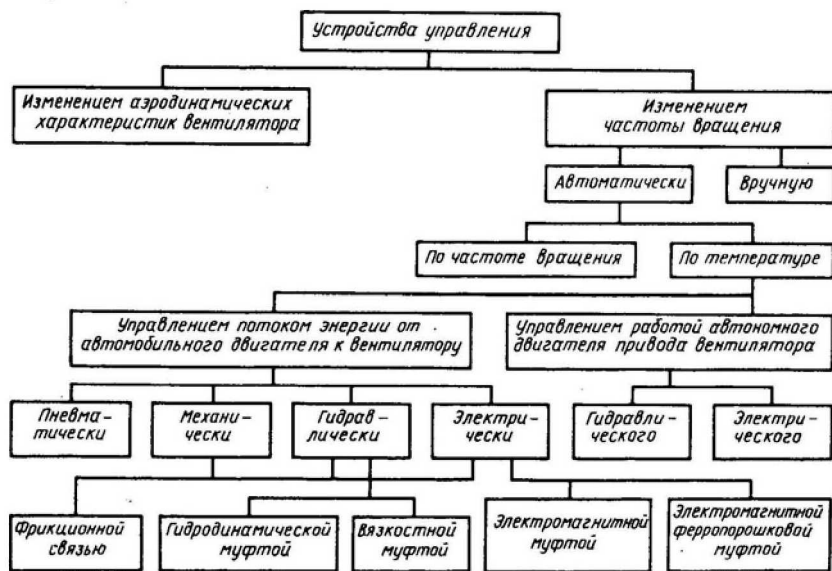 Устройства управления
Изменением аэродинамических
характеристик вентилятора
Изменением
частоты вращения
Автоматически
Вручную
По частоте вращения
По температуре
Управлением потоком энергии от
автомобильного двигателя к вентилятору
Управлением работой автономного
двигателя привода вентилятора
Пневма-
тически
Механи-
чески
Гидрав-
лически
Электри-
чески
Гидравли-
ческого
Электри-
ческого
Фрикционной
связью
Гидродинамической
муфтой
Вязкостной
муфтой
Электромагнитной
муфтой
Электромагнитной
ферропорошковой
муфтой